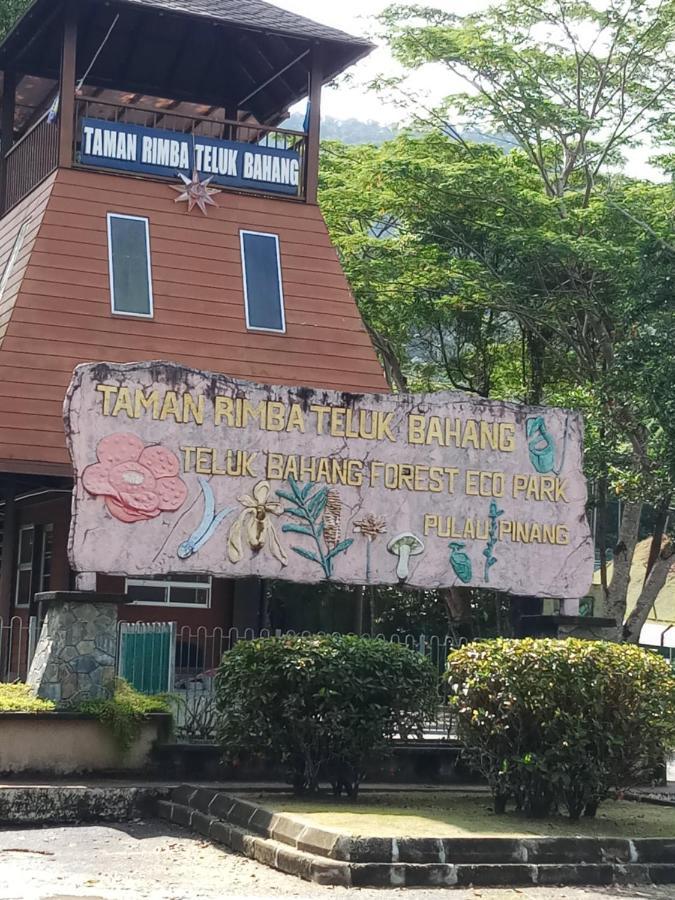 TAMAN RIMBA TELUK BAHANG
TAMAN RIMBA TELUK BAHANG
TELUK BAHANG FOREST ECO PARK
PULAU PINANG